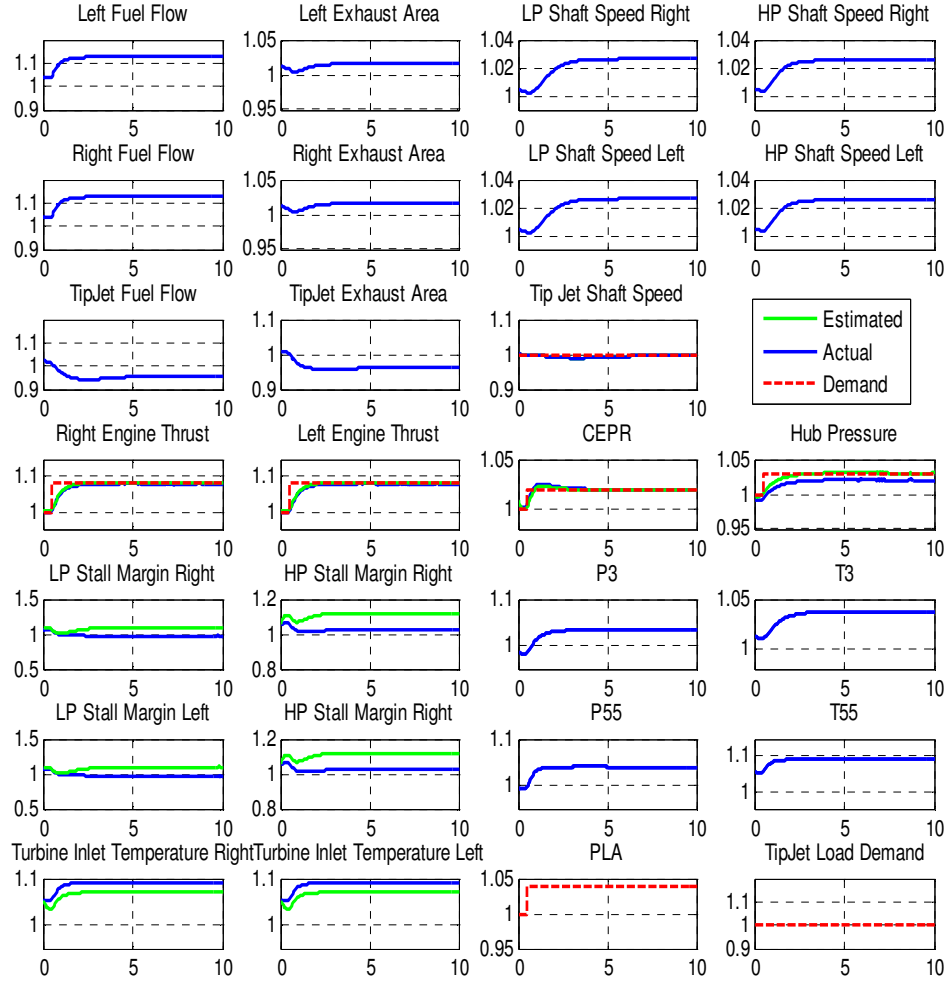 Left Fuel Flow
Left Exhaust Area
LP Shaft Speed Right
HP Shaft Speed Right
1.1
1
0.9
0 5 10
1.05
1
0.95
0 5 10
1.04
1.02
1
0 5 10
1.04
1.02
1
0 5 10
Right Fuel Flow
Right Exhaust Area
LP Shaft Speed Left
HP Shaft Speed Left
1.1
1
0.9
0 5 10
1.05
1
0.95
0 5 10
1.04
1.02
1
0 5 10
1.04
1.02
1
0 5 10
TipJet Fuel Flow
TipJet Exhaust Area
Tip Jet Shaft Speed
1.1
1
0.9
0 5 10
1.1
1
0.9
0 5 10
1.1
1
0.9
0 5 10
Estimated
Actual
Demand
Right Engine Thrust
Left Engine Thrust
CEPR
Hub Pressure
1.1
1
0 5 10
1.1
1
0 5 10
1.05
1
0 5 10
1.05
1
0.95
0 5 10
LP Stall Margin Right
HP Stall Margin Right
P3
T3
1.5
1
0.5
0 5 10
1.2
1
0.8
0 5 10
1.1
1
0 5 10
1.05
1
0 5 10
LP Stall Margin Left
HP Stall Margin Right
P55
T55
1.5
1
0.5
0 5 10
1.2
1
0.8
0 5 10
1.1
1
0 5 10
1.1
1
0 5 10
Turbine Inlet Temperature Right
Turbine Inlet Temperature Left
PLA
TipJet Load Demand
1.1
1
0 5 10
1.1
1
0 5 10
1.05
1
0.95
0 5 10
1.1
1
0.9
0 5 10